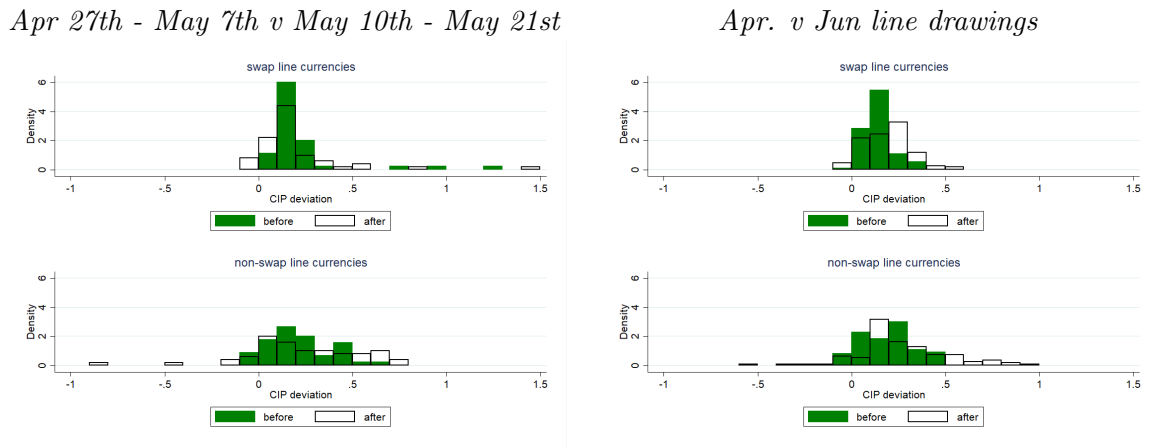 Apr 27th - May 7th v May 10th - May 21st
swap line currencies
Density
6
4
2
0
-1
-.5
0
.5
1
1.5
CIP deviation
before
after
non-swap line currencies
Density
6
4
2
0
-1
-.5
0
.5
1
1.5
CIP deviation
before
after
Apr. v Jun line drawings
swap line currencies
Density
6
4
2
0
-1
-.5
0
.5
1
1.5
CIP deviation
before
after
non-swap line currencies
Density
6
4
2
0
-1
-.5
0
.5
1
1.5
CIP deviation
before
after